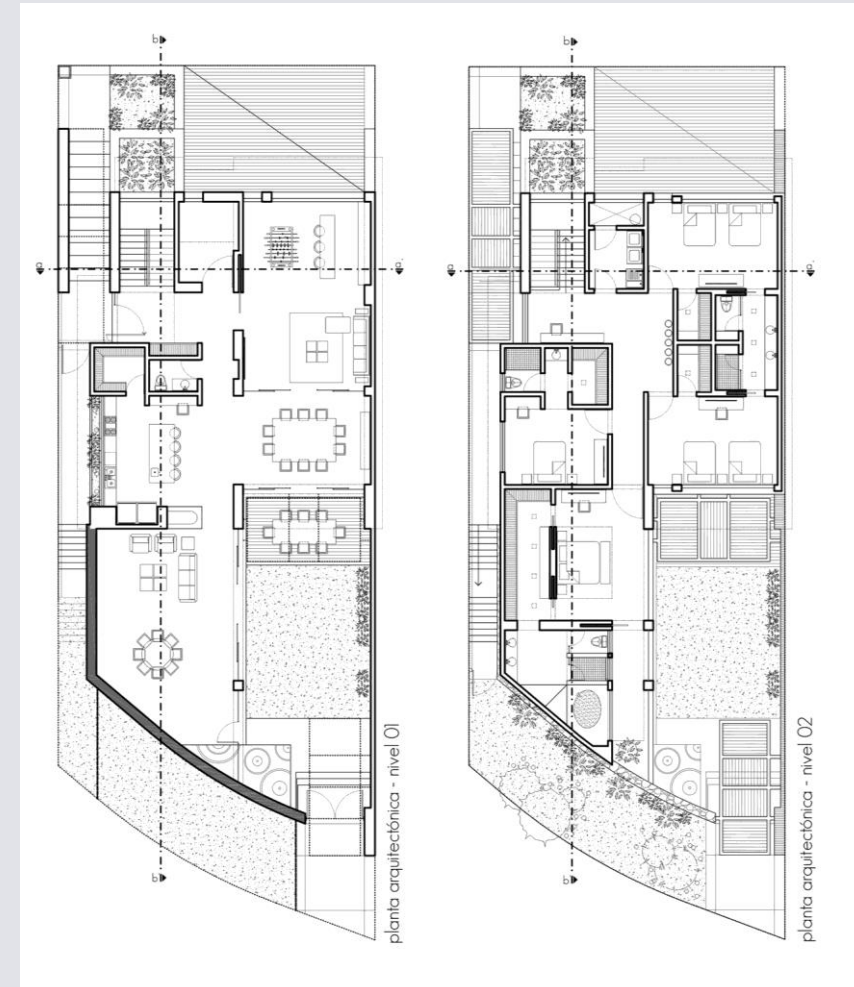 b
b
a
a,
a
a,
b
b
planta arquitectónica - nivel 01
planta arquitectónica - nivel 02